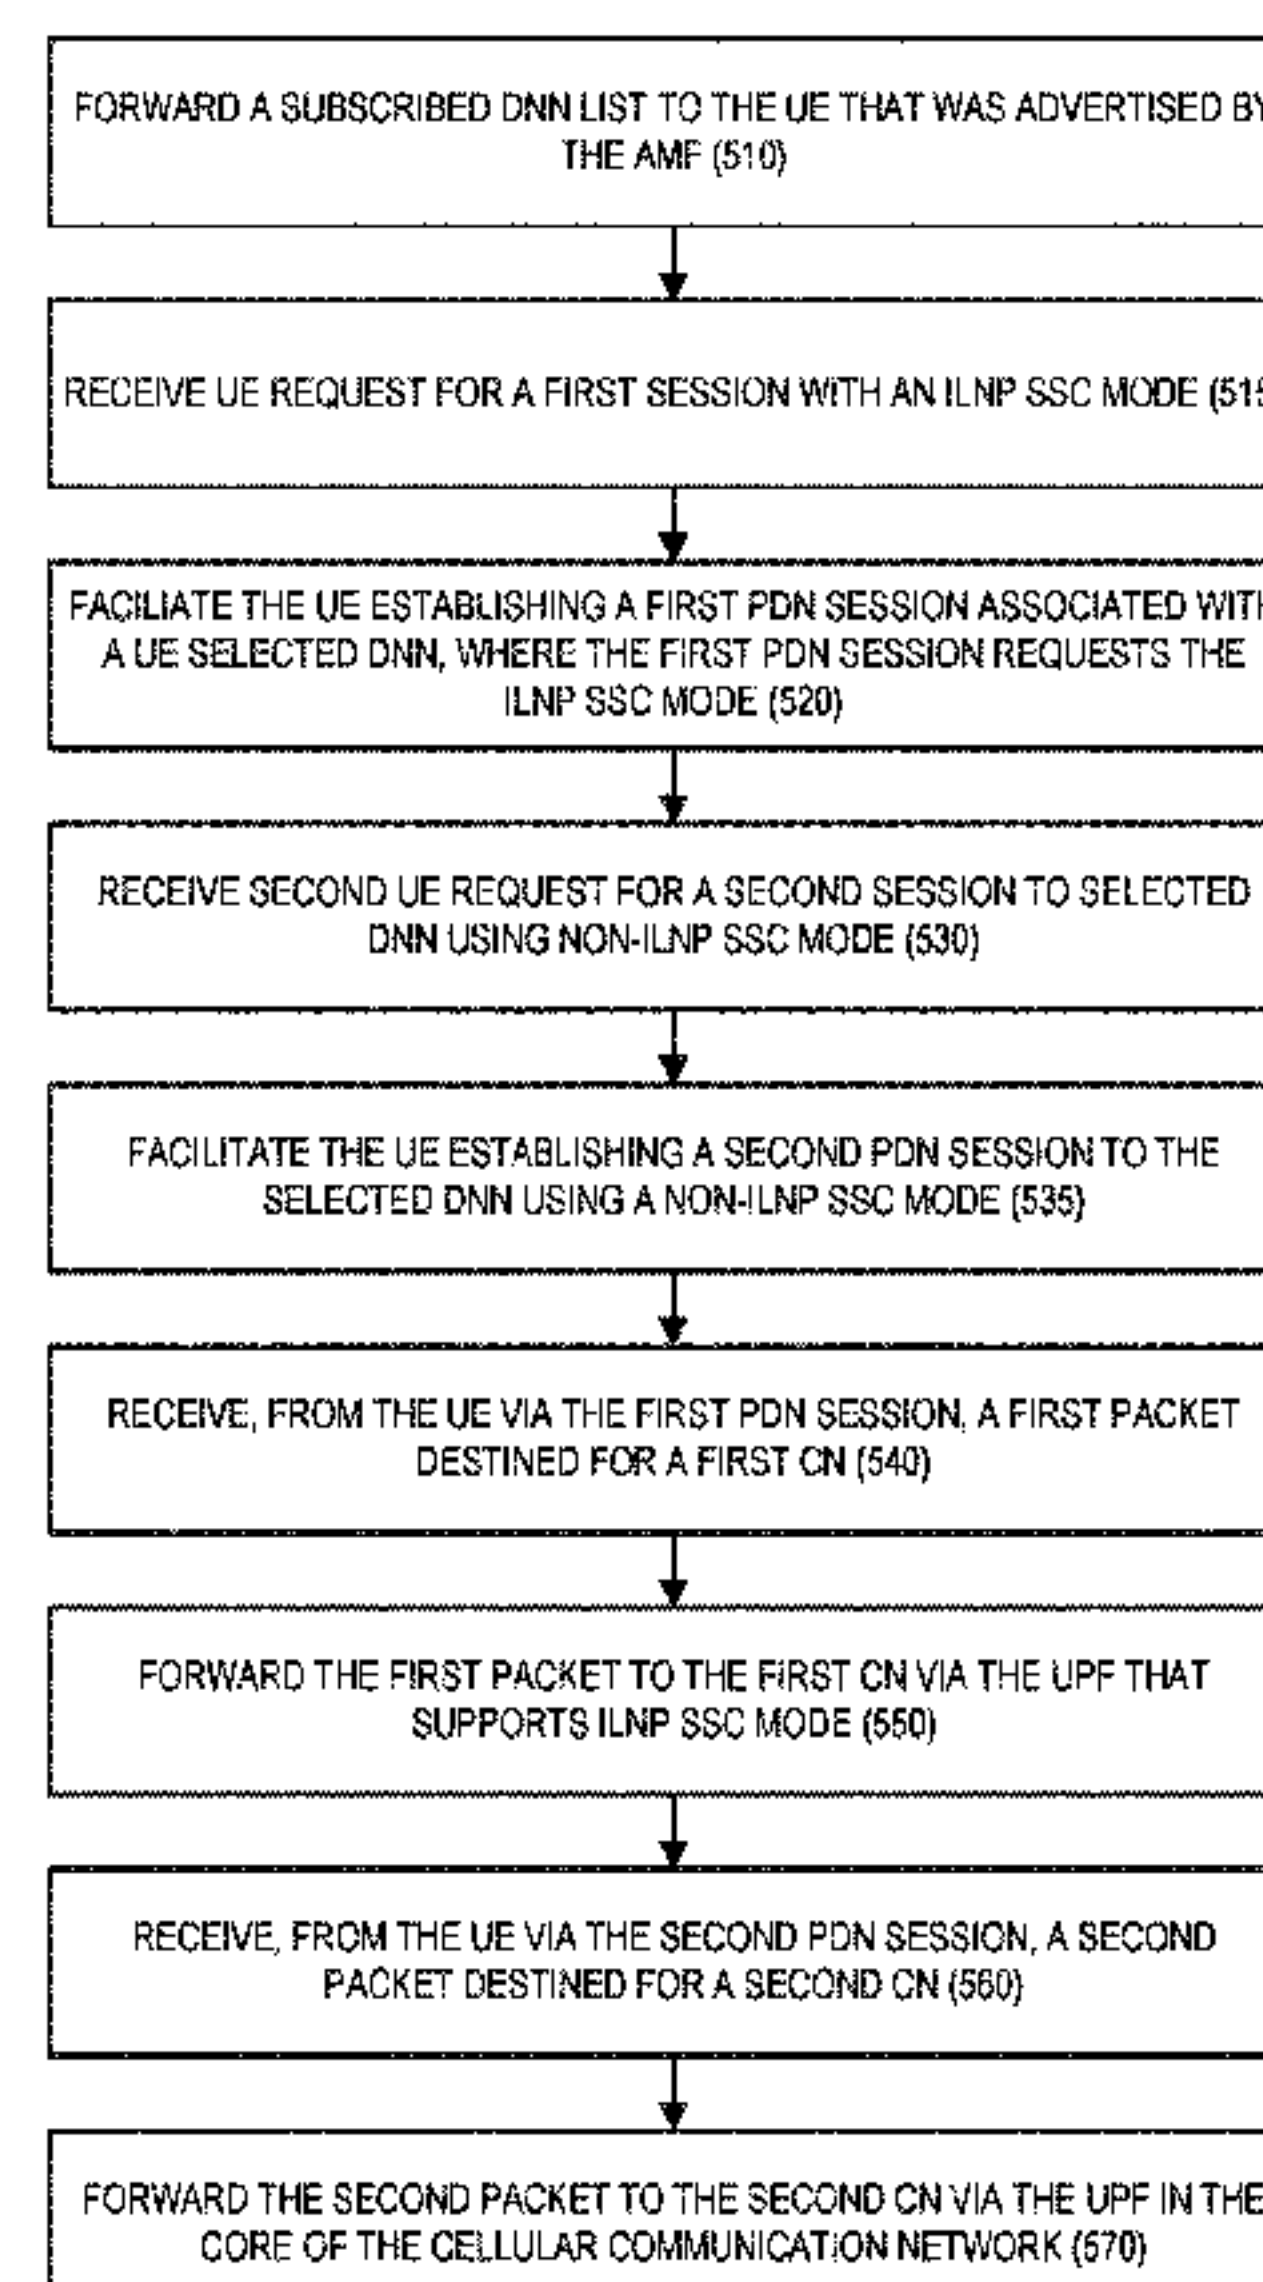 FORWARD A SUBSCRIBED DNN LIST TO THE UE THAT WAS ADVERTISED BY
THE AMF (510)
RECEIVE UE REQUEST FOR A FIRST SESSION WITH AN ILNP SSC MODE (515
FACILIATE THE UE ESTABLISHING A FIRST PDN SESSION ASSOCIATED WITH
A UE SELECTED DNN, WHERE THE FIRST PDN SESSION REQUESTS THE
ILNP SSC MODE (520)
RECEIVE SECOND UE REQUEST FOR A SECOND SESSION TO SELECTED
DNN USING NON-ILNP SSC MODE (530)
FACILITATE THE UE ESTABLISHING A SECOND PDN SESSION TO THE
SELECTED DNN USING A NON-ILNP SSC MODE (535)
RECEIVE, FROM THE UE VIA THE FIRST PDN SESSION, A FIRST PACKET
DESTINED FOR A FIRST CN (540)
FORWARD THE FIRST PACKET TO THE FIRST CN VIA THE UPF THAT
SUPPORTS ILNP SSC MODE (550)
RECEIVE, FROM THE UE VIA THE SECOND PDN SESSION, A SECOND
PACKET DESTINED FOR A SECOND CN (560)
FORWARD THE SECOND PACKET TO THE SECOND CN VIA THE UPF IN THE
CORE OF THE CELLULAR COMMUNICATION NETWORK (570)